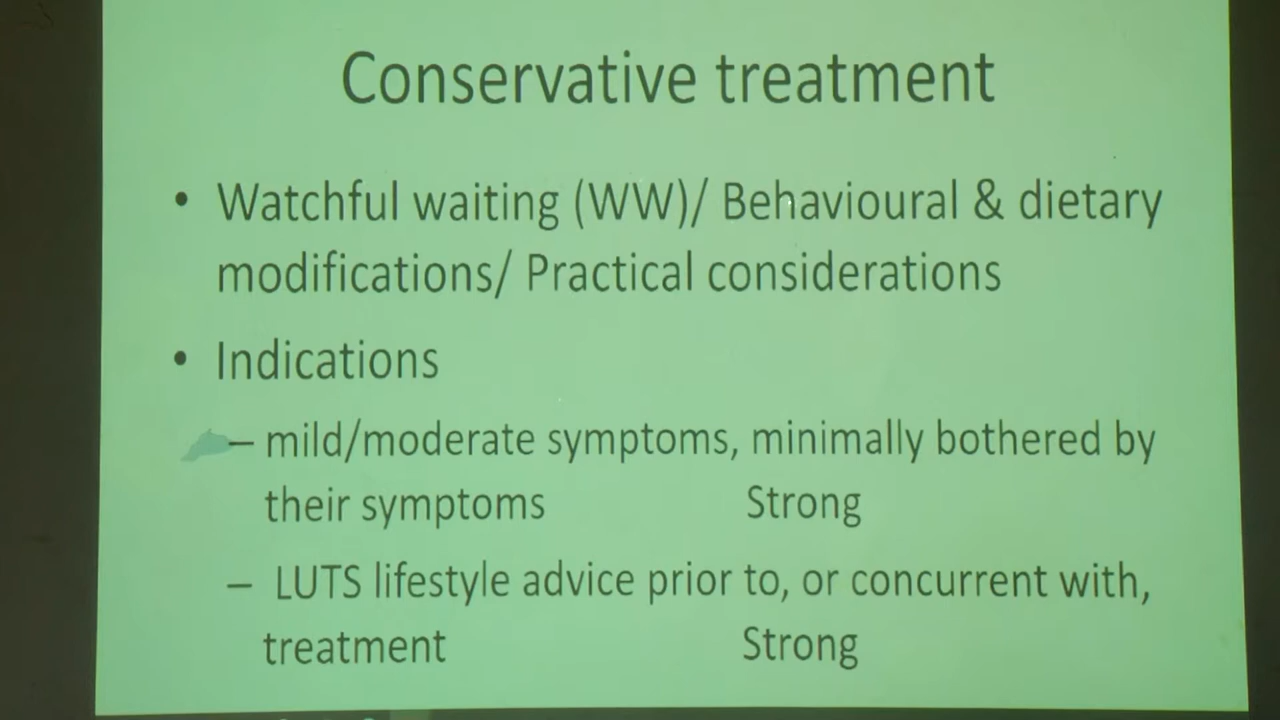 Conservative treatment
• Watchful waiting (WW)/ Behavioural & dietary
modifications/ Practical considerations
• Indications
– mild/moderate symptoms, minimally bothered by
their symptoms Strong
– LUTS lifestyle advice prior to, or concurrent with,
treatment Strong